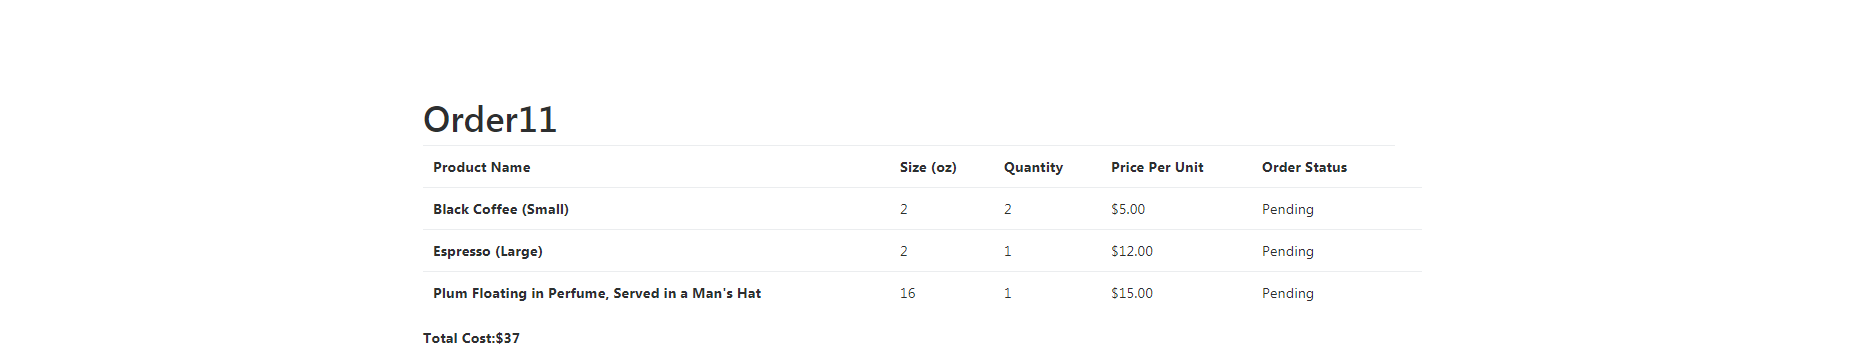 Order11
Product Name Size (oz) Quantity Price Per Unit Order Status
Black Coffee (Small) 2 2 $5.00 Pending
Espresso (Large) 2 1 $12.00 Pending
Plum Floating in Perfume, Served in a Man's Hat 16 1 $15.00 Pending
Total Cost:$37